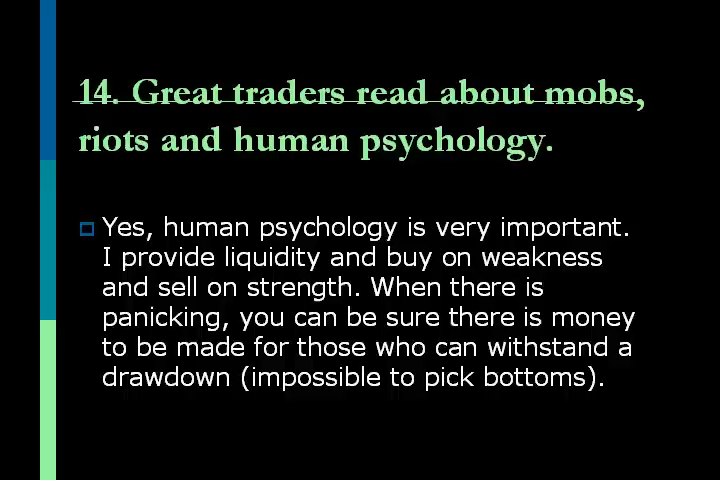 14. Great traders read about mobs,
riots and human psychology.
Yes, human psychology is very important.
I provide liquidity and buy on weakness
and sell on strength. When there is
panicking, you can be sure there is money
to be made for those who can withstand a
drawdown (impossible to pick bottoms).